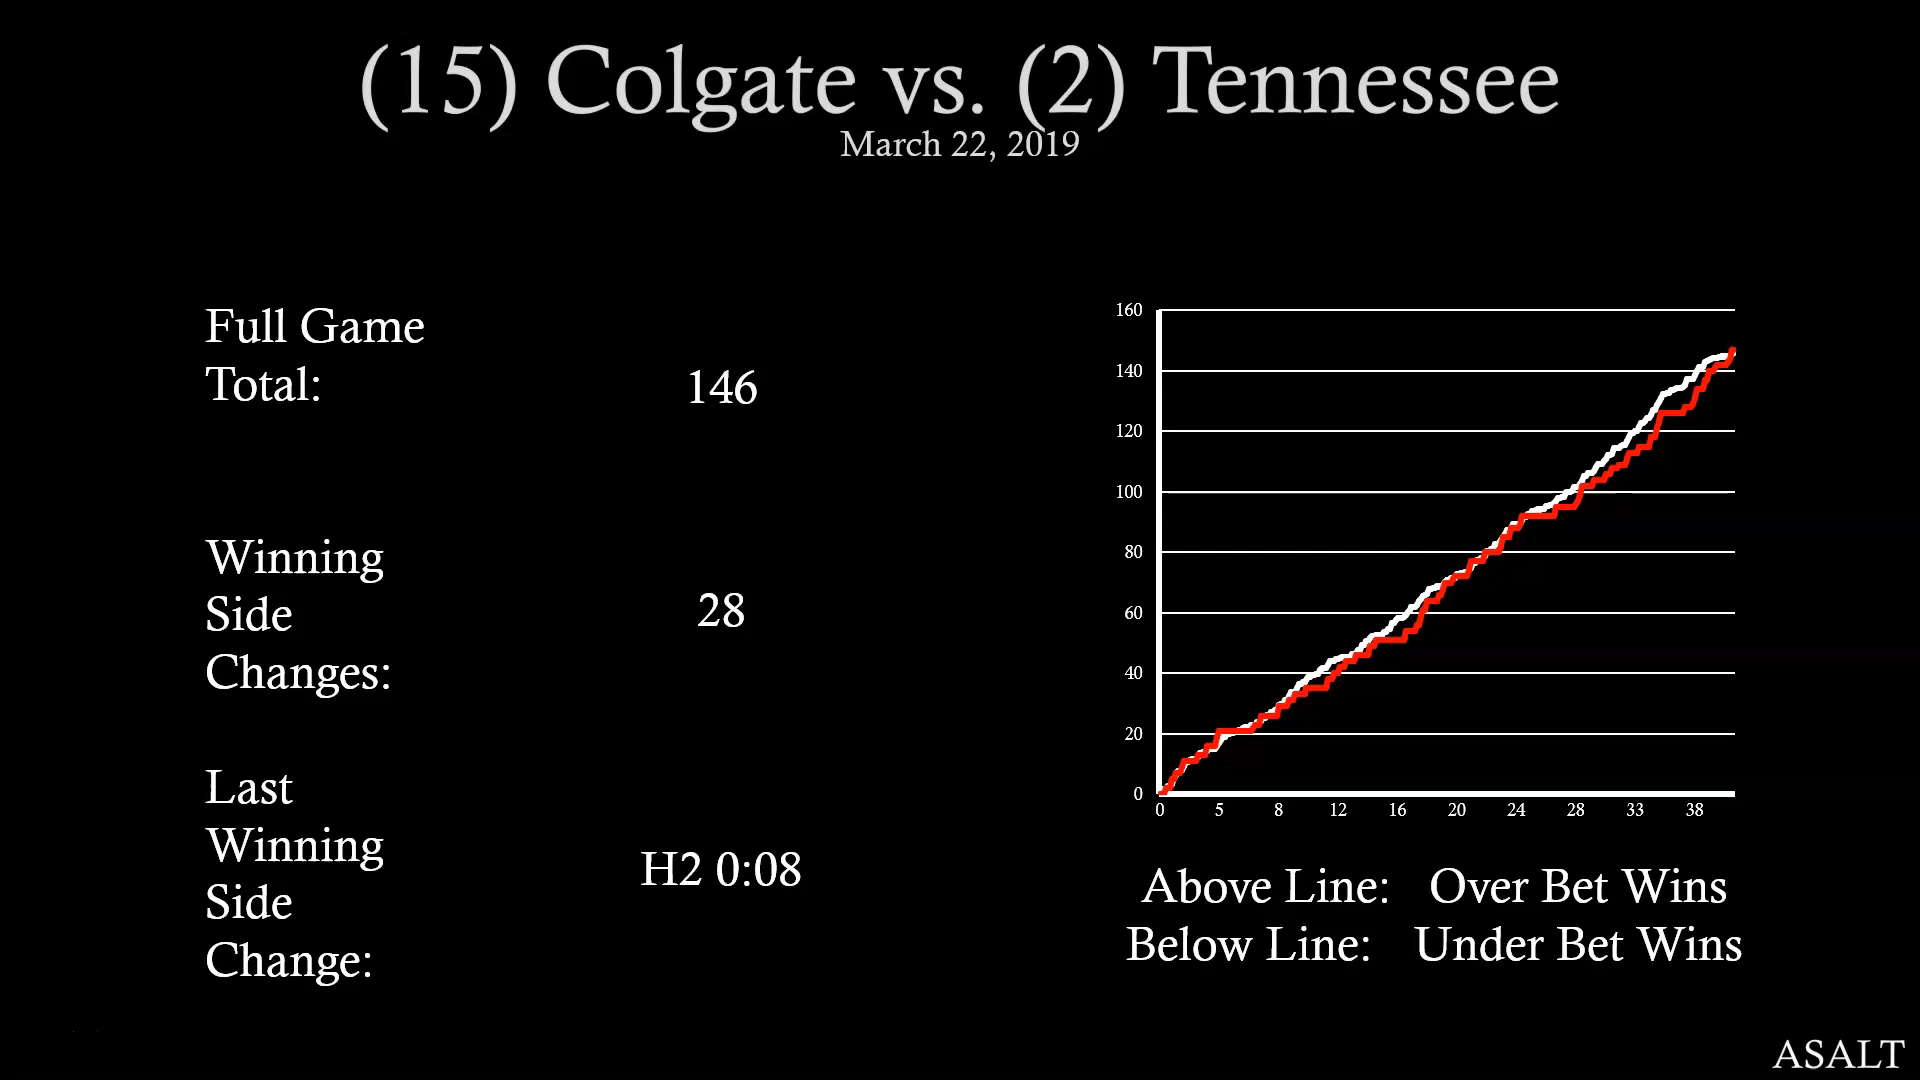 (15) Colgate vs. (2) Tennessee
March 22, 2019
Full Game
Total:
146
Winning
Side
Changes:
28
Last
Winning
Side
Change:
H2 0:08
160
140
120
100
80
60
40
20
0
0 5 8 12 16 20 24 28 33 38
Above Line: Over Bet Wins
Below Line: Under Bet Wins
ASALT